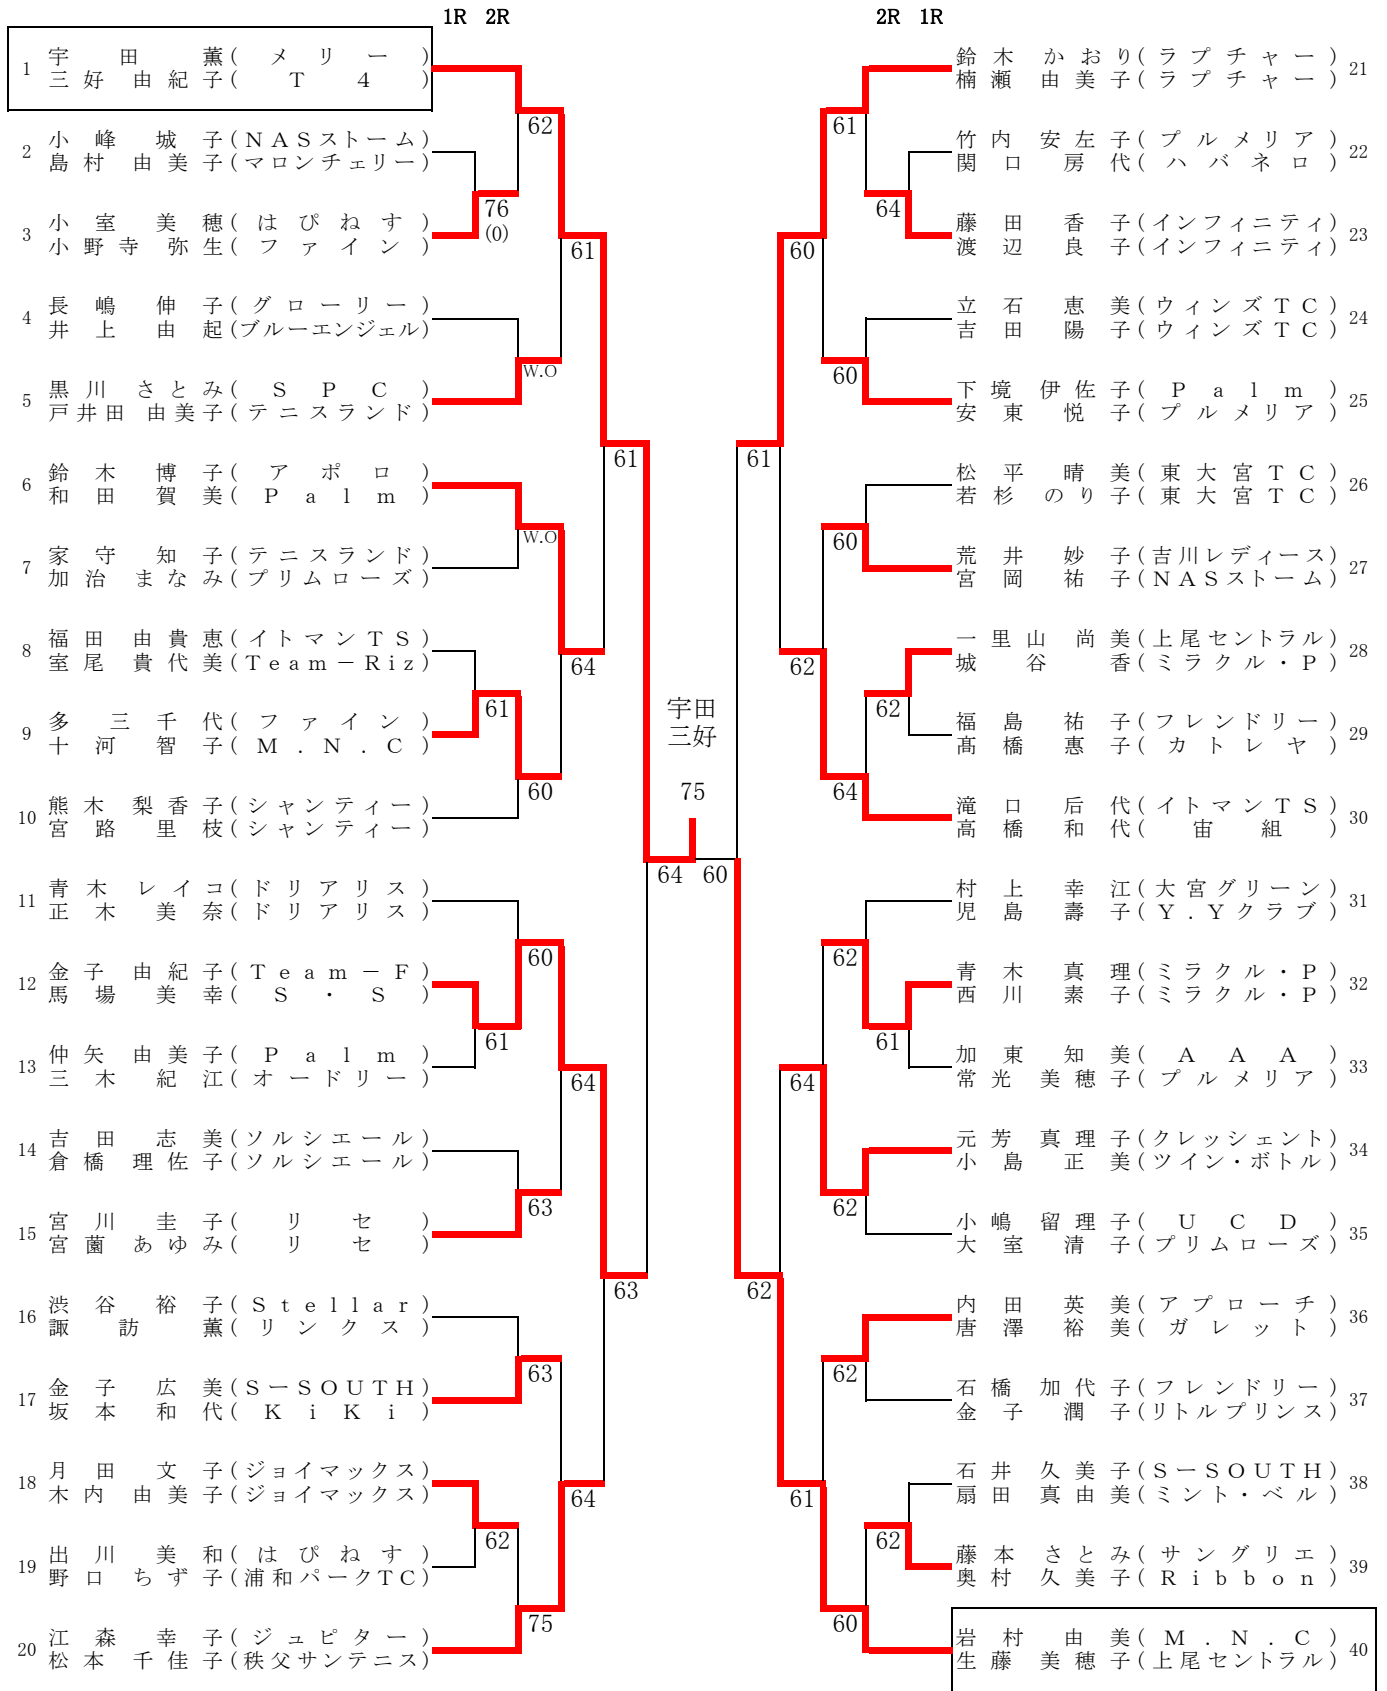 1R 2R
1 宇田 薫(メリー)
三好 由紀子(T4)
2 小峰 城子(NASストーム)
島村 由美子(マロンチェリー)
3 小室 美穂(はぴねす)
小野寺 弥生(ファイン)
4 長嶋 伸子(グローリー)
井上 由起(ブルーエンジェル)
5 黒川 さとみ(SPC)
戸井田 由美子(テニスランド)
6 鈴木 博子(アポロ)
和田 賀美(Palm)
7 家守 知子(テニスランド)
加治 まなみ(プリムローズ)
8 福田 由貴恵(イトマンTS)
室尾 貴代美(Team-Riz)
9 多 三千代(ファイン)
十河 智子(M.N.C)
10 熊木 梨香子(シャンティー)
宮路 里枝(シャンティー)
11 青木 レイコ(ドリアリス)
正木 美奈(ドリアリス)
12 金子 由紀子(Team-F)
馬場 美幸(S・S)
13 仲矢 由美子(Palm)
三木 紀江(オードリー)
14 吉田 志美(ソルシエール)
倉橋 理佐子(ソルシエール)
15 宮川 圭子(リセ)
宮薗 あゆみ(リセ)
16 渋谷 裕子(Stellar)
諏訪 薫(リンクス)
17 金子 広美(S-SOUTH)
坂本 和代(KiKi)
18 月田 文子(ジョイマックス)
木内 由美子(ジョイマックス)
19 出川 美和(はぴねす)
野口 ちず子(浦和パークTC)
20 江森 幸子(ジュピター)
松本 千佳子(秩父サンテニス)
62
76
(0)
61
W.O
61
W.O
64
61
60
60
61
64
63
63
63
64
62
75
宇田
三好
75
64 60
2R 1R
鈴木 かおり(ラプチャー) 21
楠瀬 由美子(ラプチャー)
竹内 安左子(プルメリア) 22
関口 房代(ハバネロ)
藤田 香子(インフィニティ) 23
渡辺 良子(インフィニティ)
立石 恵美(ウィンズTC) 24
吉田 陽子(ウィンズTC)
下境 伊佐子(Palm) 25
安東 悦子(プルメリア)
松平 晴美(東大宮TC) 26
若杉 のり子(東大宮TC)
荒井 妙子(吉川レディース) 27
宮岡 祐子(NASストーム)
一里山 尚美(上尾セントラル) 28
城谷 香(ミラクル・P)
福島 祐子(フレンドリー) 29
髙橋 惠子(カトレヤ)
滝口 后代(イトマンTS) 30
高橋 和代(宙組)
村上 幸江(大宮グリーン) 31
児島 壽子(Y.Yクラブ)
青木 真理(ミラクル・P) 32
西川 素子(ミラクル・P)
加東 知美(AAA) 33
常光 美穂子(プルメリア)
元芳 真理子(クレッシェント) 34
小島 正美(ツイン・ボトル)
小嶋 留理子(UCD) 35
大室 清子(プリムローズ)
内田 英美(アプローチ) 36
唐澤 裕美(ガレット)
石橋 加代子(フレンドリー) 37
金子 潤子(リトルプリンス)
石井 久美子(S-SOUTH) 38
扇田 真由美(ミント・ベル)
藤本 さとみ(サングリエ) 39
奥村 久美子(Ribbon)
岩村 由美(M.N.C) 40
生藤 美穂子(上尾セントラル)
61
64
60
60
61
60
62
62
64
62
61
64
62
62
62
61
62
60